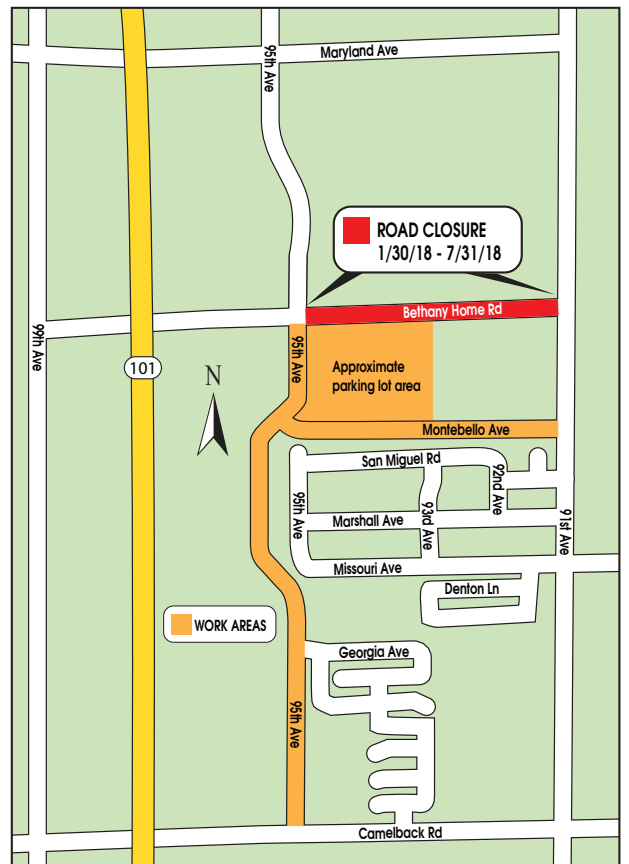 95th Ave
Maryland Ave
ROAD CLOSURE
1/30/18 - 7/31/18
Bethany Home Rd
99th Ave
101
N
95th Ave
Approximate
parking lot area
Montebello Ave
San Miguel Rd
92nd Ave
95th Ave
93rd Ave
Marshall Ave
91st Ave
Missouri Ave
Denton Ln
WORK AREAS
Georgia Ave
95th Ave
Camelback Rd